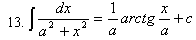 13. ∫ dx / (a² + x²) = 1/a arctg x/a + c